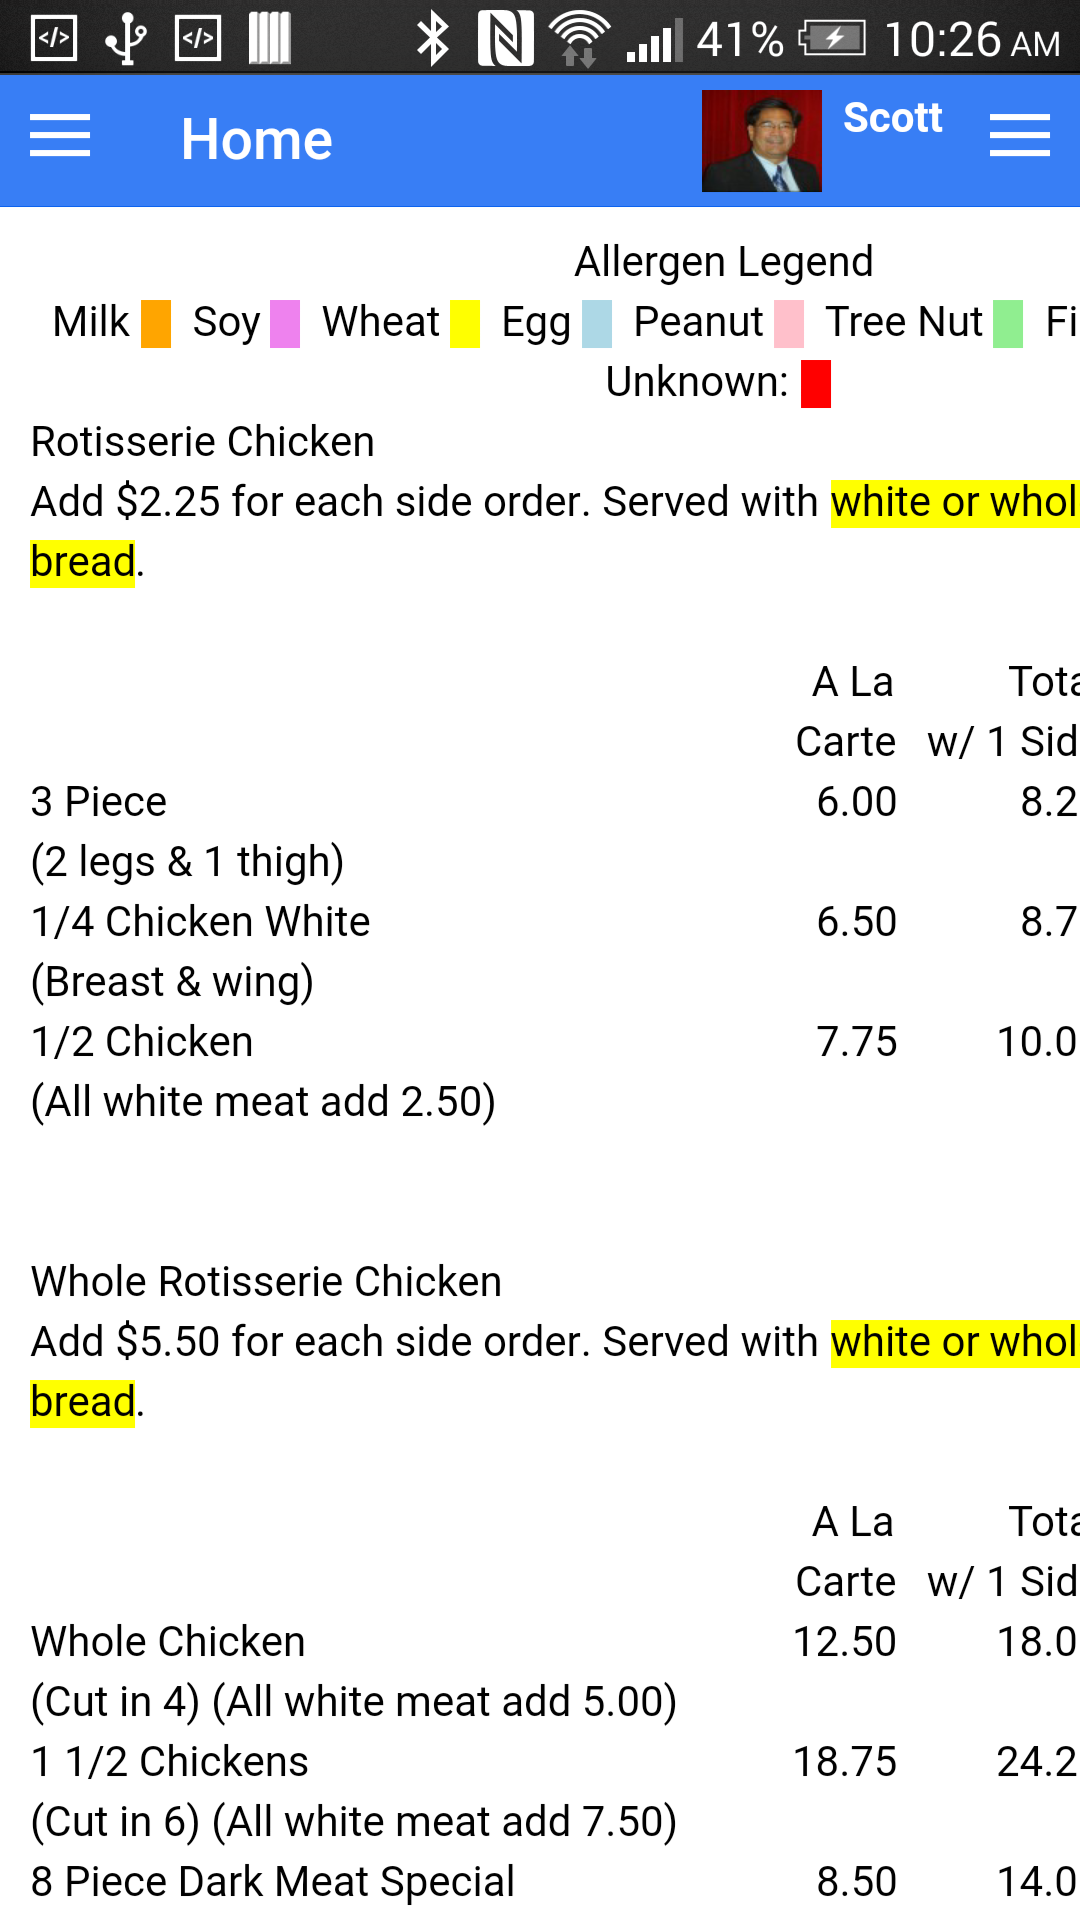 41% 10:26 AM
Home Scott
Allergen Legend
Milk Soy Wheat Egg Peanut Tree Nut Fi
Unknown:
Rotisserie Chicken
Add $2.25 for each side order. Served with white or whol
bread.
A La Tota
Carte w/ 1 Sid
3 Piece 6.00 8.2
(2 legs & 1 thigh)
1/4 Chicken White 6.50 8.7
(Breast & wing)
1/2 Chicken 7.75 10.0
(All white meat add 2.50)
Whole Rotisserie Chicken
Add $5.50 for each side order. Served with white or whol
bread.
A La Tota
Carte w/ 1 Sid
Whole Chicken 12.50 18.0
(Cut in 4) (All white meat add 5.00)
1 1/2 Chickens 18.75 24.2
(Cut in 6) (All white meat add 7.50)
8 Piece Dark Meat Special 8.50 14.0